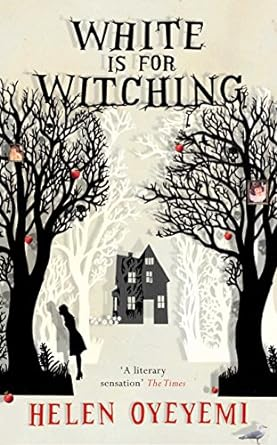 WHITE
IS FOR
WITCHING
‘A literary
sensation’ The Times
HELEN OYEYEMI